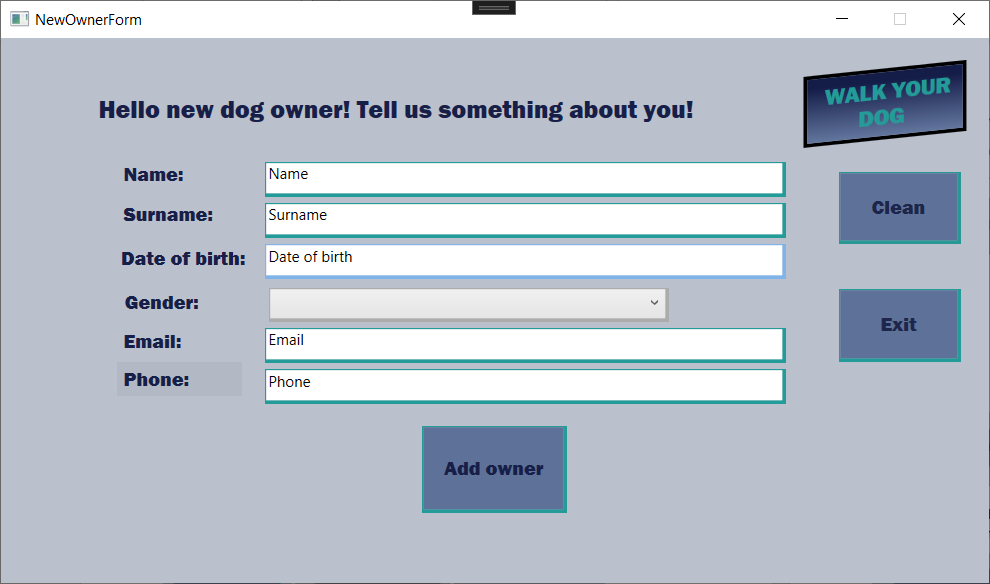 NewOwnerForm
WALK YOUR
DOG
Hello new dog owner! Tell us something about you!
Name: Name
Clean
Surname: Surname
Date of birth: Date of birth
Gender:
Exit
Email: Email
Phone: Phone
Add owner